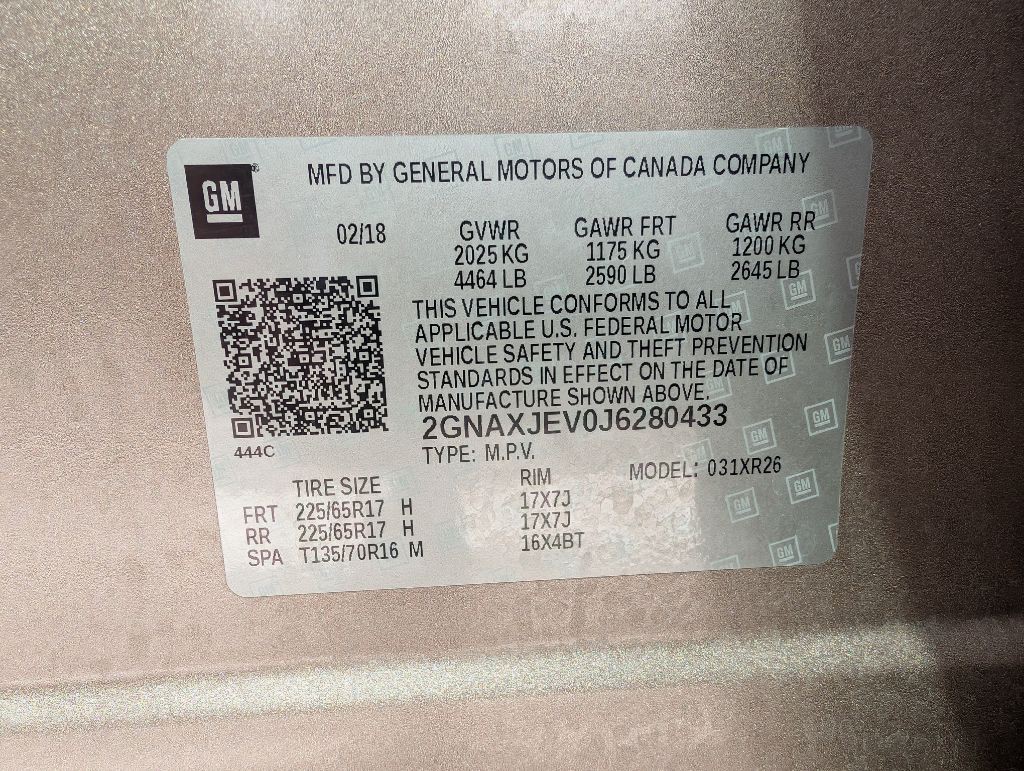 GM®
MFD BY GENERAL MOTORS OF CANADA COMPANY
02/18 GVWR GAWR FRT GAWR RR
2025 KG 1175 KG 1200 KG
4464 LB 2590 LB 2645 LB
THIS VEHICLE CONFORMS TO ALL
APPLICABLE U.S. FEDERAL MOTOR
VEHICLE SAFETY AND THEFT PREVENTION
STANDARDS IN EFFECT ON THE DATE OF
MANUFACTURE SHOWN ABOVE.
2GNAXJEV0J6280433
444C
TYPE: M.P.V.
MODEL: 031XR26
TIRE SIZE RIM
FRT 225/65R17 H 17X7J
RR 225/65R17 H 17X7J
SPA T135/70R16 M 16X4BT